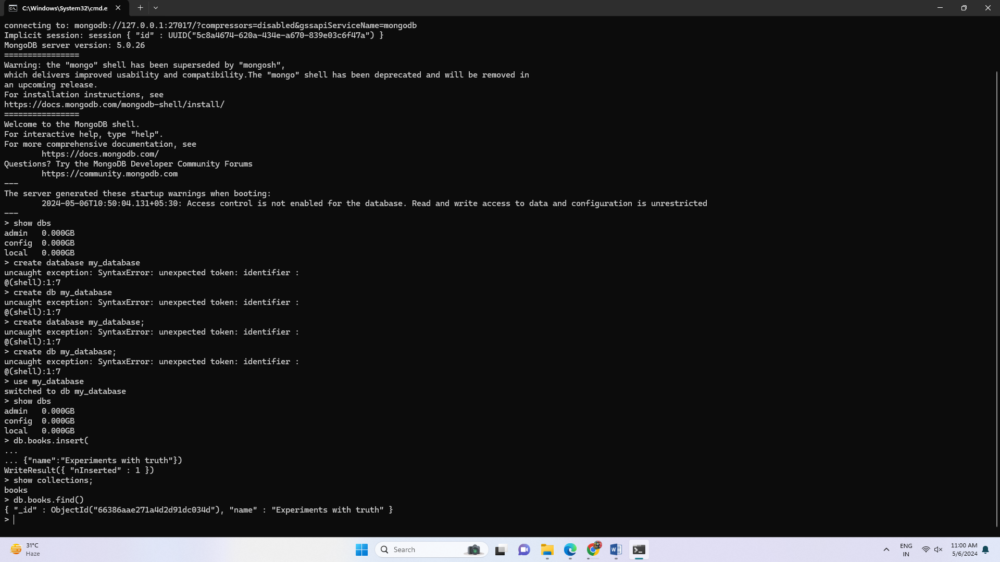 C:\Windows\System32\cmd.e
connecting to: mongodb://127.0.0.1:27017/?compressors=disabled&gssapiServiceName=mongodb
Implicit session: session { "id" : UUID("5c8a4674-620a-434e-a670-839e03c6f47a") }
MongoDB server version: 5.0.26
================
Warning: the "mongo" shell has been superseded by "mongosh",
which delivers improved usability and compatibility.The "mongo" shell has been deprecated and will be removed in
an upcoming release.
For installation instructions, see
https://docs.mongodb.com/mongodb-shell/install/
================
Welcome to the MongoDB shell.
For interactive help, type "help".
For more comprehensive documentation, see
        https://docs.mongodb.com/
Questions? Try the MongoDB Developer Community Forums
        https://community.mongodb.com
---
The server generated these startup warnings when booting:
        2024-05-06T10:50:04.131+05:30: Access control is not enabled for the database. Read and write access to data and configuration is unrestricted
---
> show dbs
admin   0.000GB
config  0.000GB
local   0.000GB
> create database my_database
uncaught exception: SyntaxError: unexpected token: identifier :
@(shell):1:7
> create db my_database
uncaught exception: SyntaxError: unexpected token: identifier :
@(shell):1:7
> create database my_database;
uncaught exception: SyntaxError: unexpected token: identifier :
@(shell):1:7
> create db my_database;
uncaught exception: SyntaxError: unexpected token: identifier :
@(shell):1:7
> use my_database
switched to db my_database
> show dbs
admin   0.000GB
config  0.000GB
local   0.000GB
> db.books.insert(
...
... {"name":"Experiments with truth"})
WriteResult({ "nInserted" : 1 })
> show collections;
books
> db.books.find()
{ "_id" : ObjectId("66386aae271a4d2d91dc034d"), "name" : "Experiments with truth" }
>
31°C
Haze
Search
ENG
IN
11:00 AM
5/6/2024